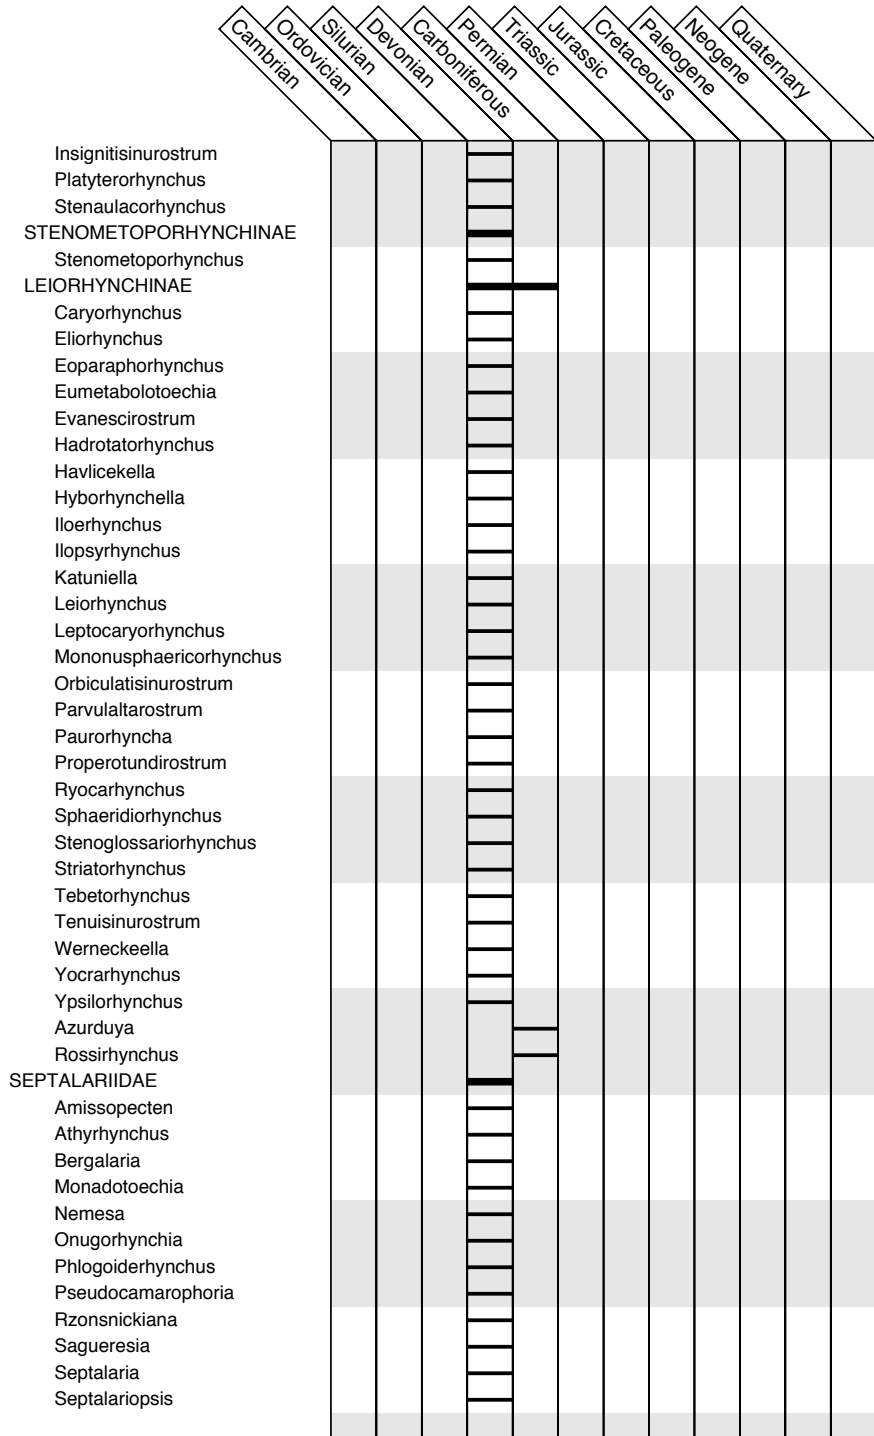 Cambrian
Ordovician
Silurian
Devonian
Carboniferous
Permian
Triassic
Jurassic
Cretaceous
Paleogene
Neogene
Quaternary
Insignitisinurostrum
Platyterorhynchus
Stenaulacorhynchus
STENOMETOPORHYNCHINAE
Stenometoporhynchus
LEIORHYNCHINAE
Caryorhynchus
Eliorhynchus
Eoparaphorhynchus
Eumetabolotoechia
Evanescirostrum
Hadrotatorhynchus
Havlicekella
Hyborhynchella
Iloerhynchus
Ilopsyrhynchus
Katuniella
Leiorhynchus
Leptocaryorhynchus
Mononusphaericorhynchus
Orbiculatisinurostrum
Parvulaltarostrum
Paurorhyncha
Properotundirostrum
Ryocarhynchus
Sphaeridiorhynchus
Stenoglossariorhynchus
Striatorhynchus
Tebetorhynchus
Tenuisinurostrum
Werneckeella
Yocrarhynchus
Ypsilorhynchus
Azurduya
Rossirhynchus
SEPTALARIIDAE
Amissopecten
Athyrhynchus
Bergalaria
Monadotoechia
Nemesa
Onugorhynchia
Phlogoiderhynchus
Pseudocamarophoria
Rzonsnickiana
Sagueresia
Septalaria
Septalariopsis